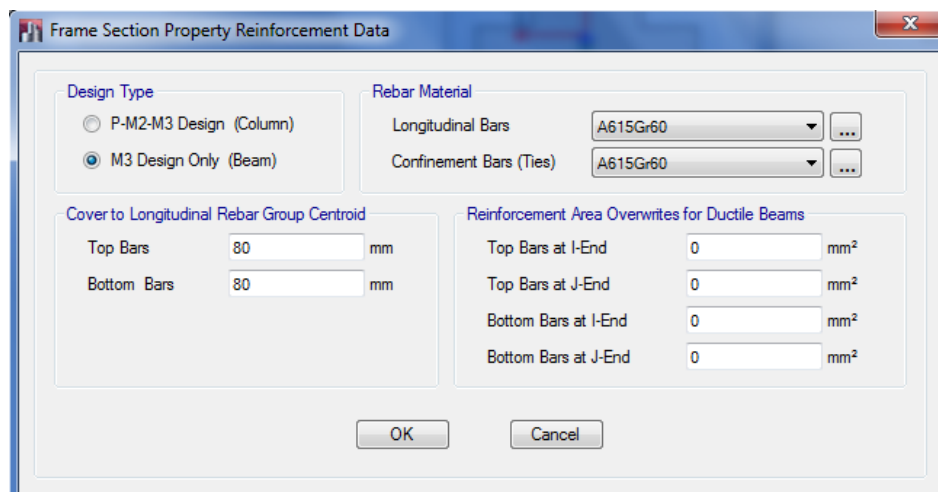 Frame Section Property Reinforcement Data
Design Type
P-M2-M3 Design (Column)
M3 Design Only (Beam)
Rebar Material
Longitudinal Bars A615Gr60 ...
Confinement Bars (Ties) A615Gr60 ...
Cover to Longitudinal Rebar Group Centroid
Top Bars 80 mm
Bottom Bars 80 mm
Reinforcement Area Overwrites for Ductile Beams
Top Bars at I-End 0 mm²
Top Bars at J-End 0 mm²
Bottom Bars at I-End 0 mm²
Bottom Bars at J-End 0 mm²
OK Cancel